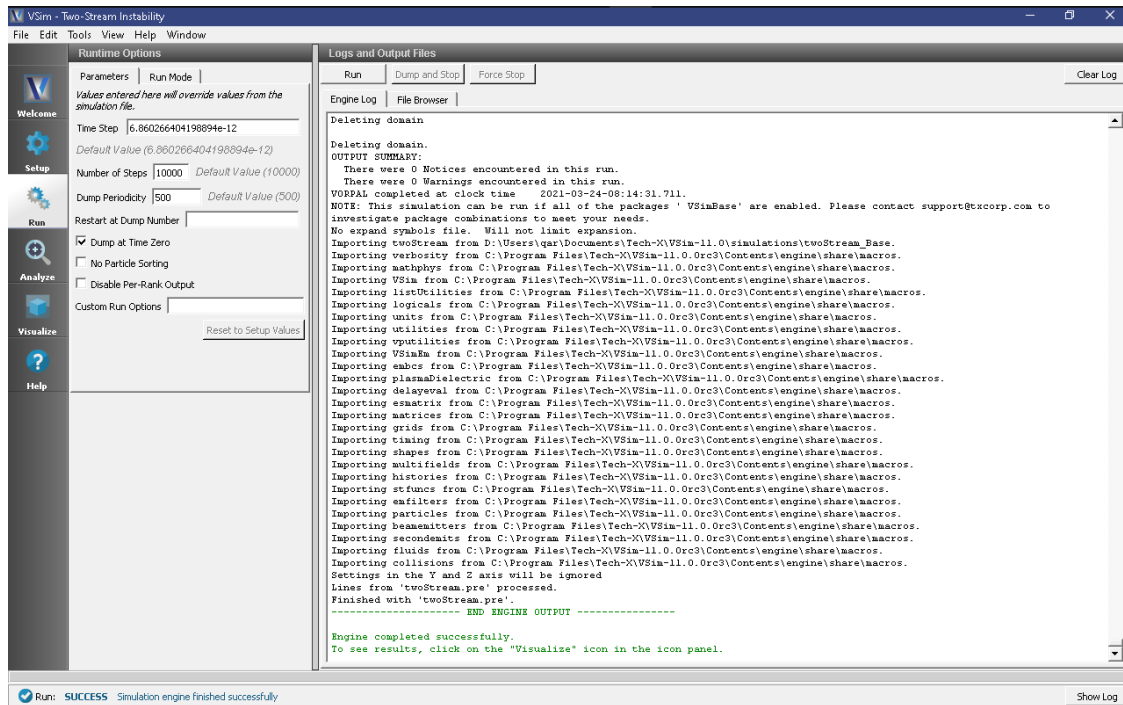 VSim - Two-Stream Instability
File Edit Tools View Help Window
Welcome
Setup
Run
Analyze
Visualize
Help
Runtime Options
Parameters
Run Mode
Values entered here will override values from the
simulation file.
Time Step 6.860266404198894e-12
Default Value (6.860266404198894e-12)
Number of Steps 10000 Default Value (10000)
Dump Periodicity 500 Default Value (500)
Restart at Dump Number
Dump at Time Zero
No Particle Sorting
Disable Per-Rank Output
Custom Run Options
Reset to Setup Values
Logs and Output Files
Run Dump and Stop Force Stop Clear Log
Engine Log File Browser
Deleting domain
Deleting domain.
OUTPUT SUMMARY:
There were 0 Notices encountered in this run.
There were 0 Warnings encountered in this run.
VORPAL completed at clock time 2021-03-24-08:14:31.711.
NOTE: This simulation can be run if all of the packages ' VSimBase' are enabled. Please contact support@txcorp.com to
investigate package combinations to meet your needs.
No expand symbols file. Will not limit expansion.
Importing twoStream from D:\Users\qar\Documents\Tech-X\VSim-11.0\simulations\twoStream_Base.
Importing verbosity from C:\Program Files\Tech-X\VSim-11.0.0rc3\Contents\engine\share\macros.
Importing mathphys from C:\Program Files\Tech-X\VSim-11.0.0rc3\Contents\engine\share\macros.
Importing VSim from C:\Program Files\Tech-X\VSim-11.0.0rc3\Contents\engine\share\macros.
Importing listUtilities from C:\Program Files\Tech-X\VSim-11.0.0rc3\Contents\engine\share\macros.
Importing logicals from C:\Program Files\Tech-X\VSim-11.0.0rc3\Contents\engine\share\macros.
Importing units from C:\Program Files\Tech-X\VSim-11.0.0rc3\Contents\engine\share\macros.
Importing utilities from C:\Program Files\Tech-X\VSim-11.0.0rc3\Contents\engine\share\macros.
Importing vputilities from C:\Program Files\Tech-X\VSim-11.0.0rc3\Contents\engine\share\macros.
Importing VSimEm from C:\Program Files\Tech-X\VSim-11.0.0rc3\Contents\engine\share\macros.
Importing embcs from C:\Program Files\Tech-X\VSim-11.0.0rc3\Contents\engine\share\macros.
Importing plasmaDielectric from C:\Program Files\Tech-X\VSim-11.0.0rc3\Contents\engine\share\macros.
Importing delayeval from C:\Program Files\Tech-X\VSim-11.0.0rc3\Contents\engine\share\macros.
Importing esmatrix from C:\Program Files\Tech-X\VSim-11.0.0rc3\Contents\engine\share\macros.
Importing matrices from C:\Program Files\Tech-X\VSim-11.0.0rc3\Contents\engine\share\macros.
Importing grids from C:\Program Files\Tech-X\VSim-11.0.0rc3\Contents\engine\share\macros.
Importing timing from C:\Program Files\Tech-X\VSim-11.0.0rc3\Contents\engine\share\macros.
Importing shapes from C:\Program Files\Tech-X\VSim-11.0.0rc3\Contents\engine\share\macros.
Importing multifields from C:\Program Files\Tech-X\VSim-11.0.0rc3\Contents\engine\share\macros.
Importing histories from C:\Program Files\Tech-X\VSim-11.0.0rc3\Contents\engine\share\macros.
Importing stfuncs from C:\Program Files\Tech-X\VSim-11.0.0rc3\Contents\engine\share\macros.
Importing emfilters from C:\Program Files\Tech-X\VSim-11.0.0rc3\Contents\engine\share\macros.
Importing particles from C:\Program Files\Tech-X\VSim-11.0.0rc3\Contents\engine\share\macros.
Importing beamemitters from C:\Program Files\Tech-X\VSim-11.0.0rc3\Contents\engine\share\macros.
Importing secondemits from C:\Program Files\Tech-X\VSim-11.0.0rc3\Contents\engine\share\macros.
Importing fluids from C:\Program Files\Tech-X\VSim-11.0.0rc3\Contents\engine\share\macros.
Importing collisions from C:\Program Files\Tech-X\VSim-11.0.0rc3\Contents\engine\share\macros.
Settings in the Y and Z axis will be ignored
Lines from 'twoStream.pre' processed.
Finished with 'twoStream.pre'.
--------------------- END ENGINE OUTPUT ----------------
Engine completed successfully.
To see results, click on the "Visualize" icon in the icon panel.
Run: SUCCESS Simulation engine finished successfully
Show Log